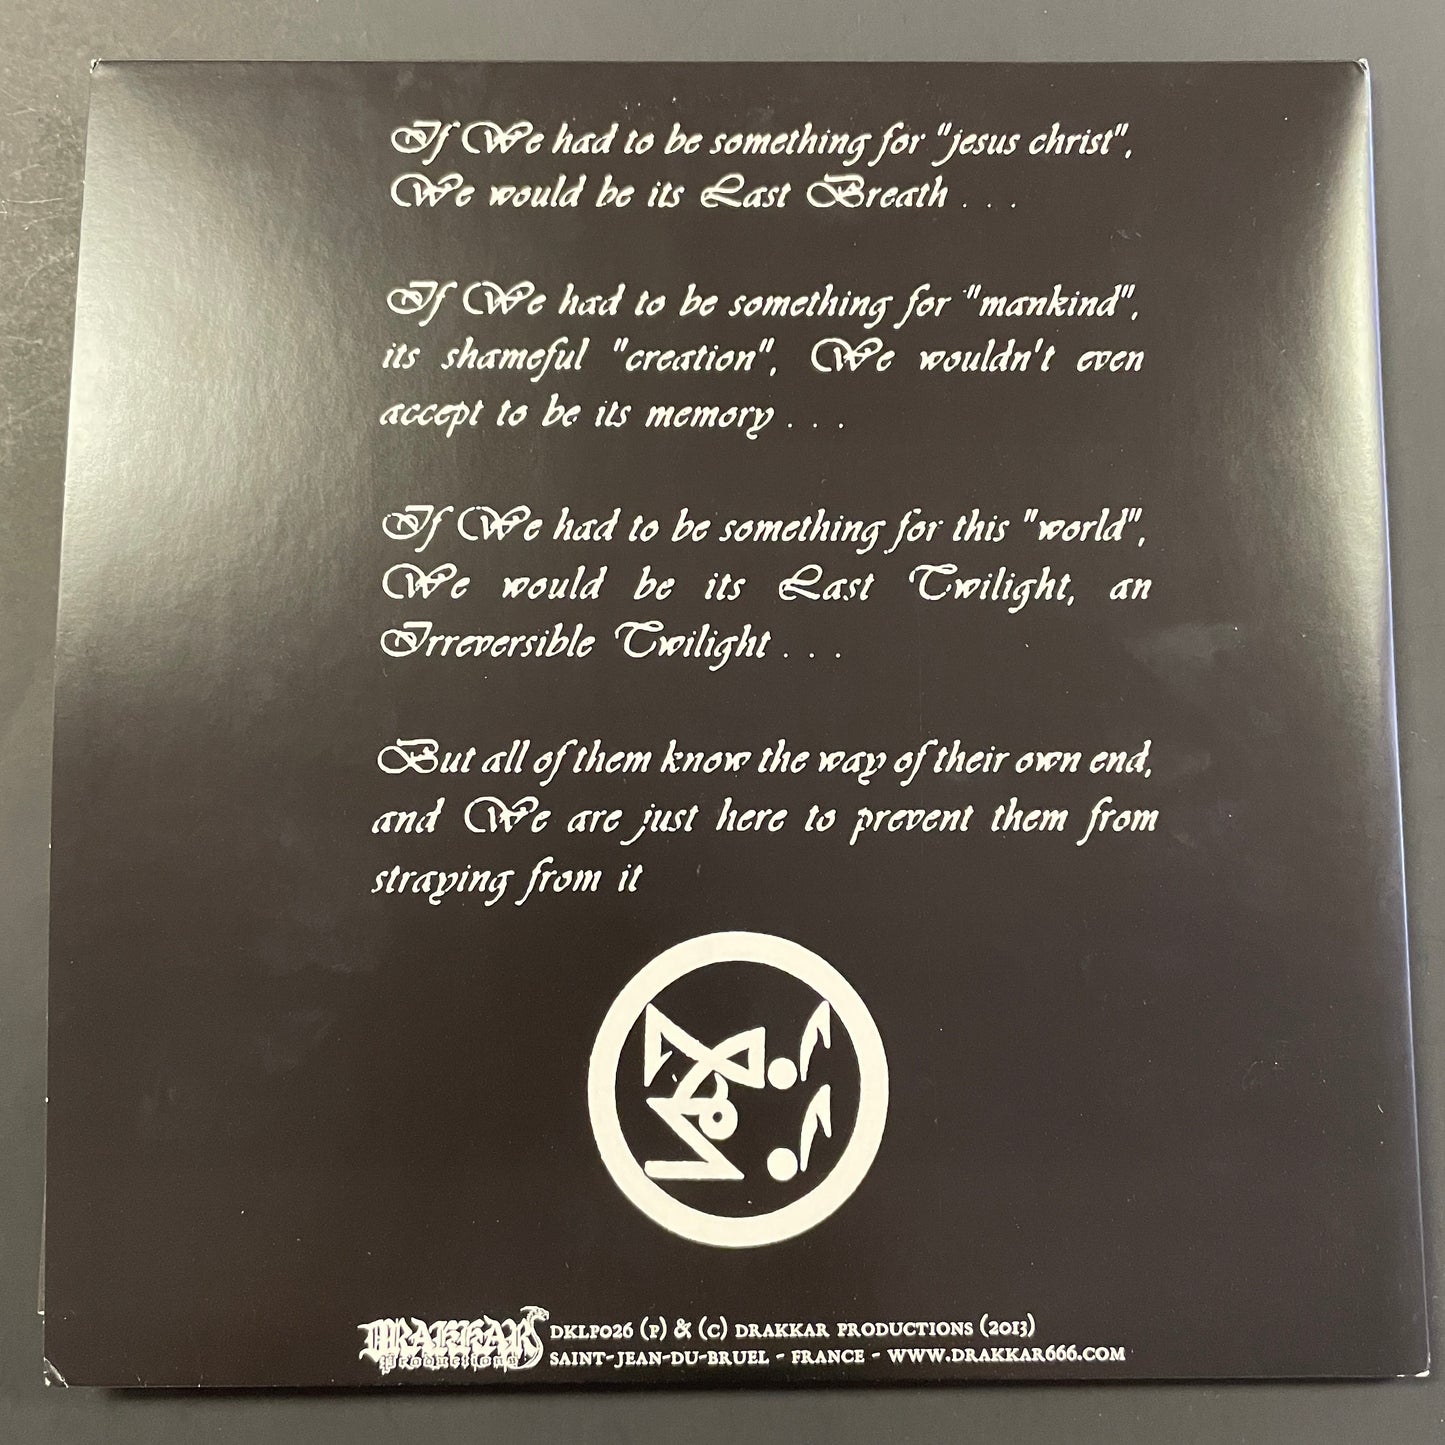 If We had to be something for "jesus christ",
We would be its Last Breath . . .
If We had to be something for "mankind",
its shameful "creation", We wouldn't even
accept to be its memory . . .
If We had to be something for this "world",
We would be its Last Twilight, an
Irreversible Twilight . . .
But all of them know the way of their own end,
and We are just here to prevent them from
straying from it
DRAKKAR
Productions
DKLP026 (P) & (C) DRAKKAR PRODUCTIONS (2013)
SAINT-JEAN-DU-BRUEL - FRANCE - WWW.DRAKKAR666.COM